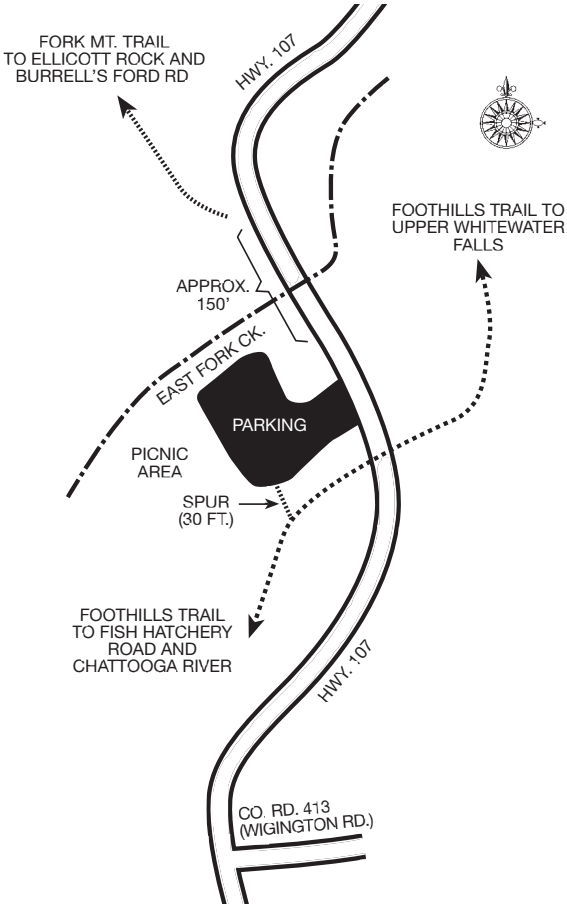 FORK MT. TRAIL
TO ELLICOTT ROCK AND
BURRELL'S FORD RD
HWY. 107
FOOTHILLS TRAIL TO
UPPER WHITEWATER
FALLS
APPROX.
150'
EAST FORK CK.
PARKING
PICNIC
AREA
SPUR
(30 FT.)
FOOTHILLS TRAIL
TO FISH HATCHERY
ROAD AND
CHATTOOGA RIVER
HWY. 107
CO. RD. 413
(WIGINGTON RD.)